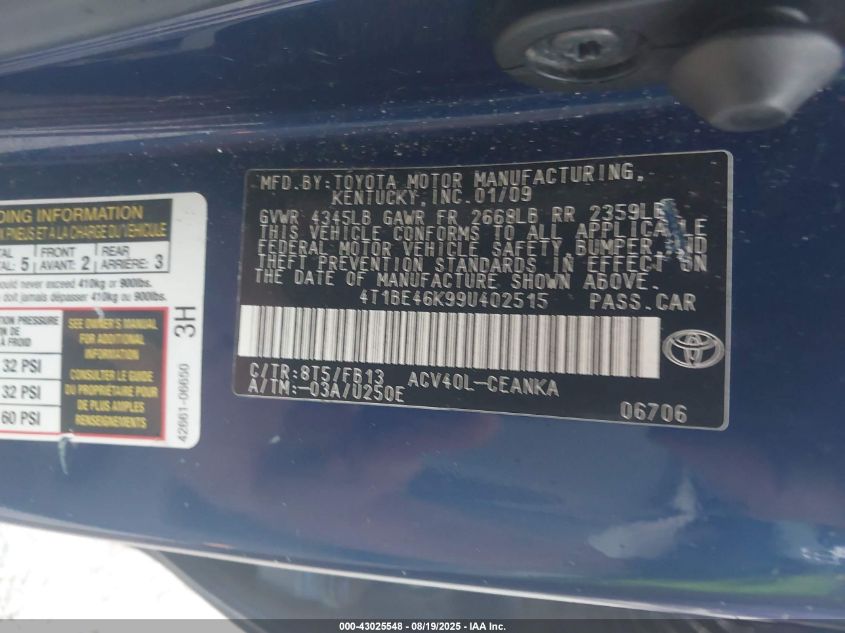 MFD. BY: TOYOTA MOTOR MANUFACTURING,
KENTUCKY, INC. 01/09
GVWR 4345LB GAWR FR 2668LB RR 2359LB
THIS VEHICLE CONFORMS TO ALL APPLICABLE
FEDERAL MOTOR VEHICLE SAFETY BUMPER, AND
THEFT PREVENTION STANDARDS IN EFFECT ON
THE DATE OF MANUFACTURE SHOWN ABOVE.
4T1BE46K99U402515 PASS.CAR
C/TR:8T5/FB13 ACV40L-CEANKA
A/TM:-03A/U250E
06706
DING INFORMATION
PNEUS ET À LA CHARGE DU VÉHICULE
AL: 5 FRONT AVANT: 2 REAR ARRIÈRE: 3
should never exceed 410kg or 900lbs.
ne doit jamais dépasser 410kg ou 900lb.
TION PRESSURE
N À FROID
32 PSI
32 PSI
60 PSI
SEE OWNER'S MANUAL
FOR ADDITIONAL
INFORMATION
CONSULTER LE GUIDE
DU PROPRIÉTAIRE POUR
DE PLUS AMPLES
RENSEIGNEMENTS
3H
42661-06650
000-43025548 - 08/19/2025 - IAA Inc.